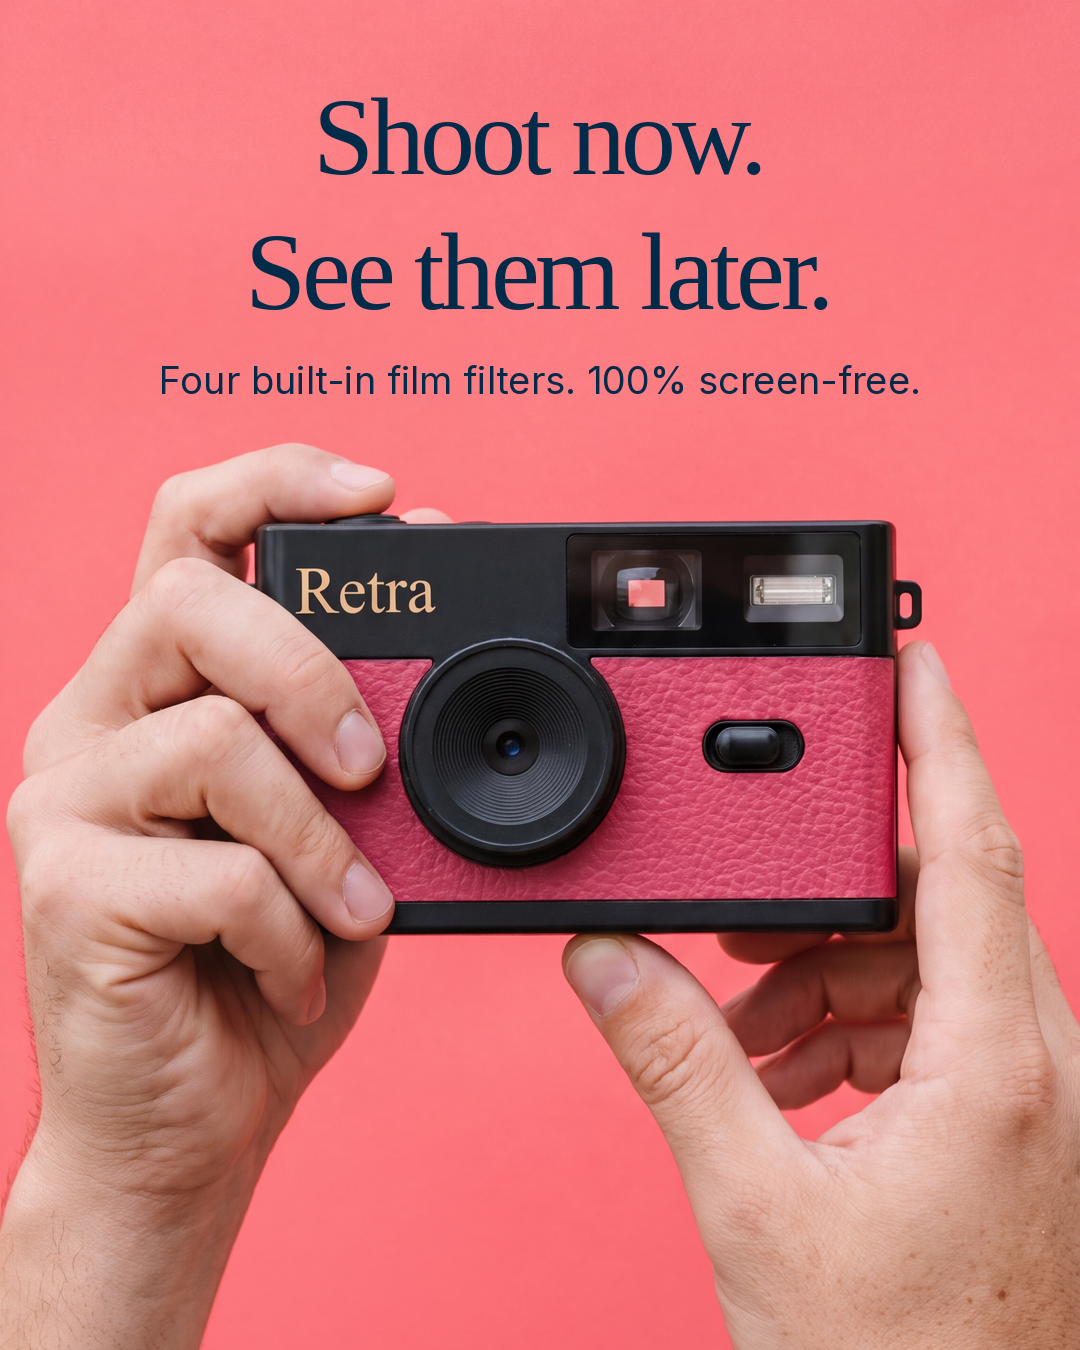 Shoot now.
See them later.
Four built-in film filters. 100% screen-free.
Retra